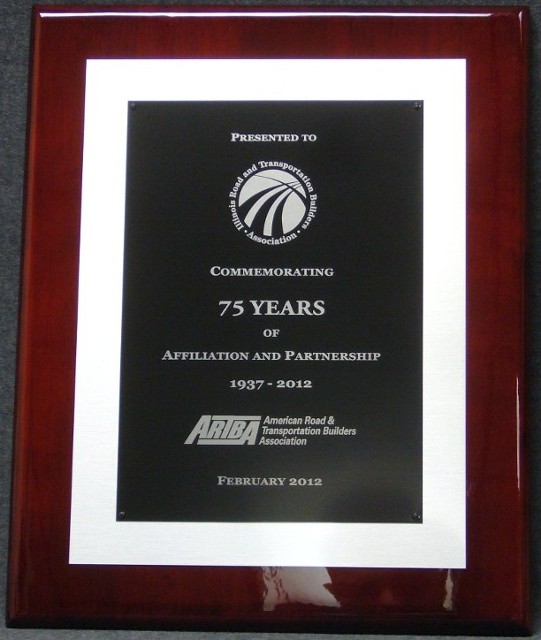 PRESENTED TO
Illinois Road and Transportation Builders
• Association •
COMMEMORATING
75 YEARS
OF
AFFILIATION AND PARTNERSHIP
1937 - 2012
ARTBA American Road &
Transportation Builders
Association
FEBRUARY 2012